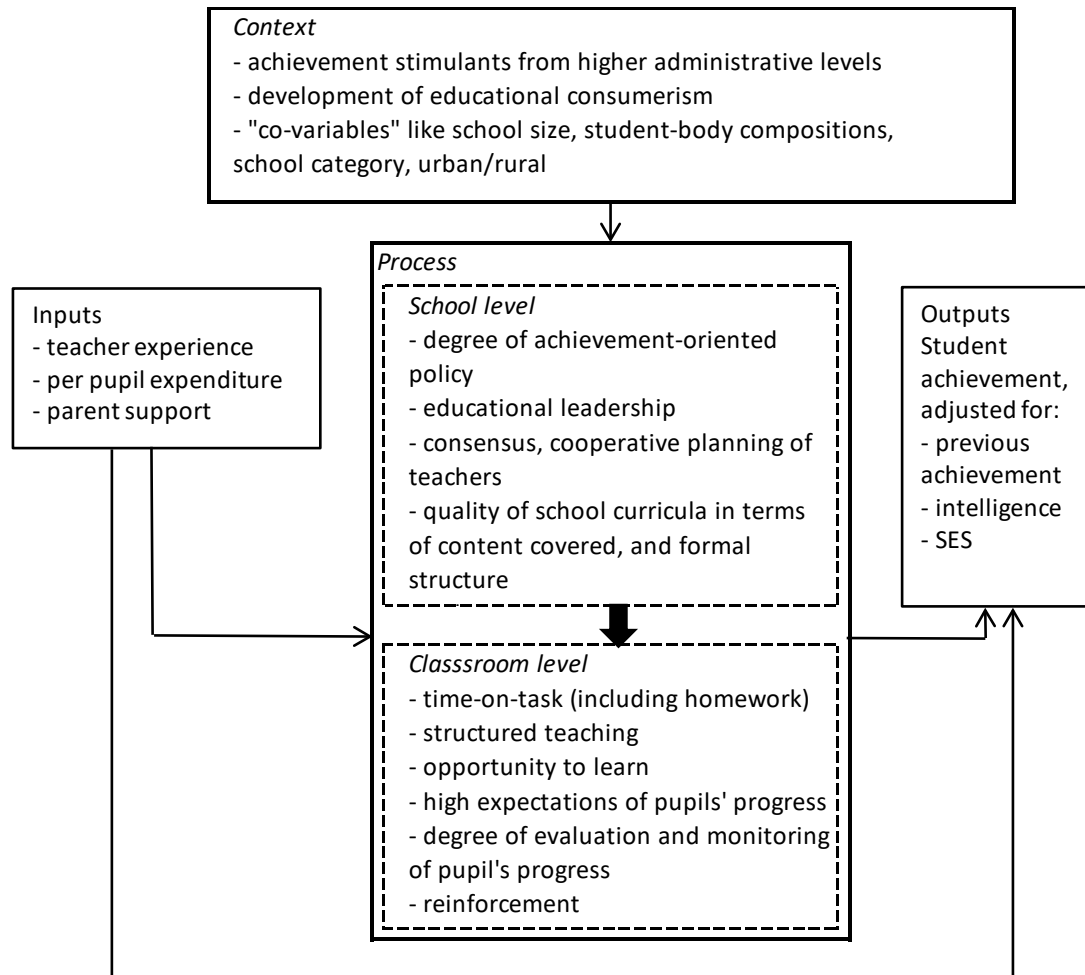 Context
- achievement stimulants from higher administrative levels
- development of educational consumerism
- "co-variables" like school size, student-body compositions,
school category, urban/rural
Process
School level
- degree of achievement-oriented
policy
- educational leadership
- consensus, cooperative planning of
teachers
- quality of school curricula in terms
of content covered, and formal
structure
Classsroom level
- time-on-task (including homework)
- structured teaching
- opportunity to learn
- high expectations of pupils' progress
- degree of evaluation and monitoring
of pupil's progress
- reinforcement
Inputs
- teacher experience
- per pupil expenditure
- parent support
Outputs
Student
achievement,
adjusted for:
- previous
achievement
- intelligence
- SES